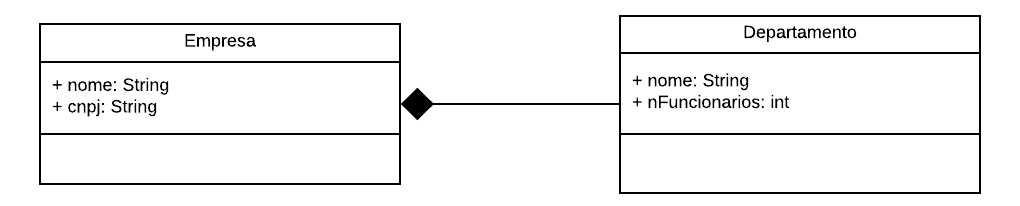 Empresa
+ nome: String
+ cnpj: String
Departamento
+ nome: String
+ nFuncionarios: int